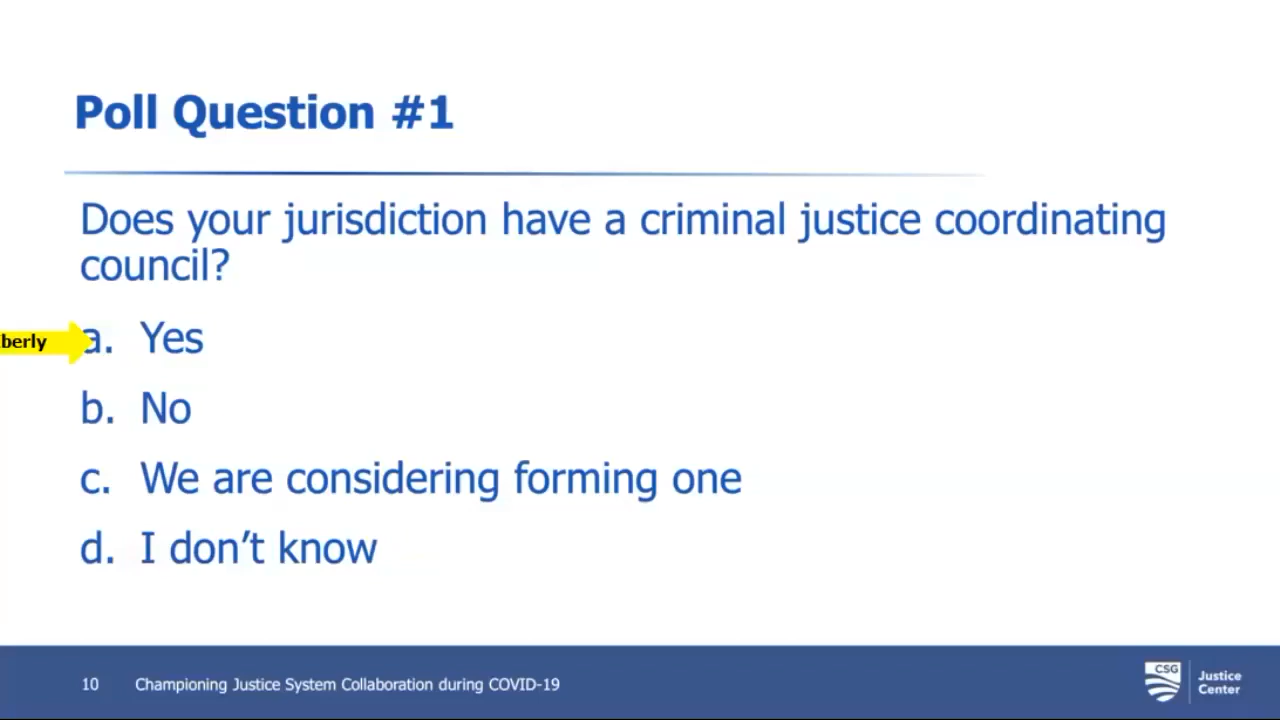 Poll Question #1
Does your jurisdiction have a criminal justice coordinating
council?
berly
a. Yes
b. No
c. We are considering forming one
d. I don’t know
10 Championing Justice System Collaboration during COVID-19
CSG Justice
Center